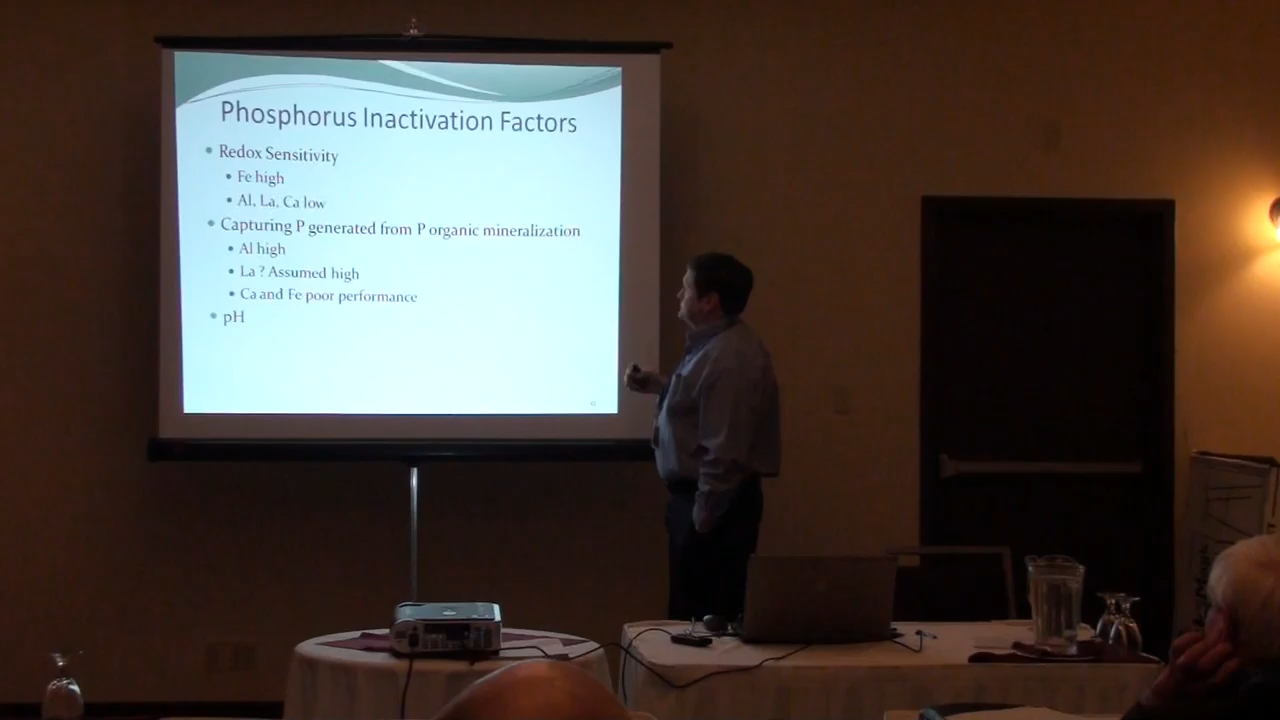 Phosphorus Inactivation Factors
• Redox Sensitivity
• Fe high
• Al, La, Ca low
• Capturing P generated from P organic mineralization
• Al high
• La ? Assumed high
• Ca and Fe poor performance
• pH